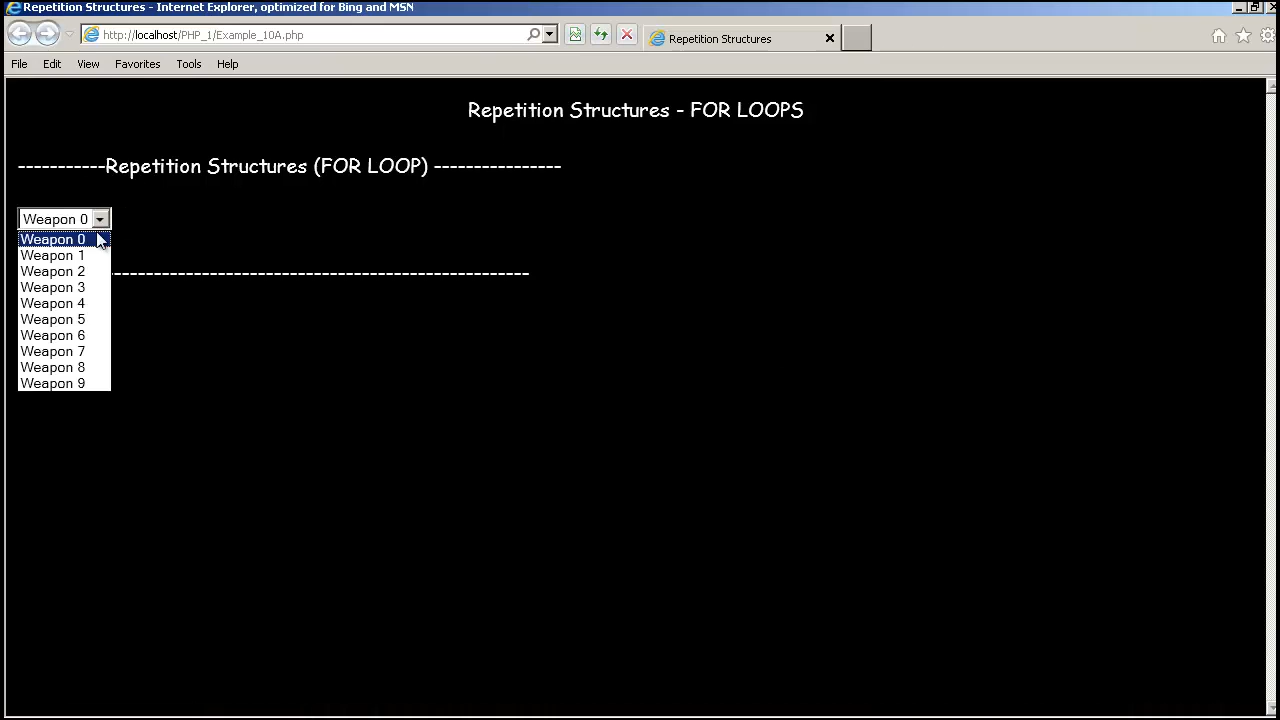 Repetition Structures - Internet Explorer, optimized for Bing and MSN
http://localhost/PHP_1/Example_10A.php
Repetition Structures
File Edit View Favorites Tools Help
Repetition Structures - FOR LOOPS
-----------Repetition Structures (FOR LOOP) ----------------
Weapon 0
Weapon 0
Weapon 1
Weapon 2
Weapon 3
Weapon 4
Weapon 5
Weapon 6
Weapon 7
Weapon 8
Weapon 9